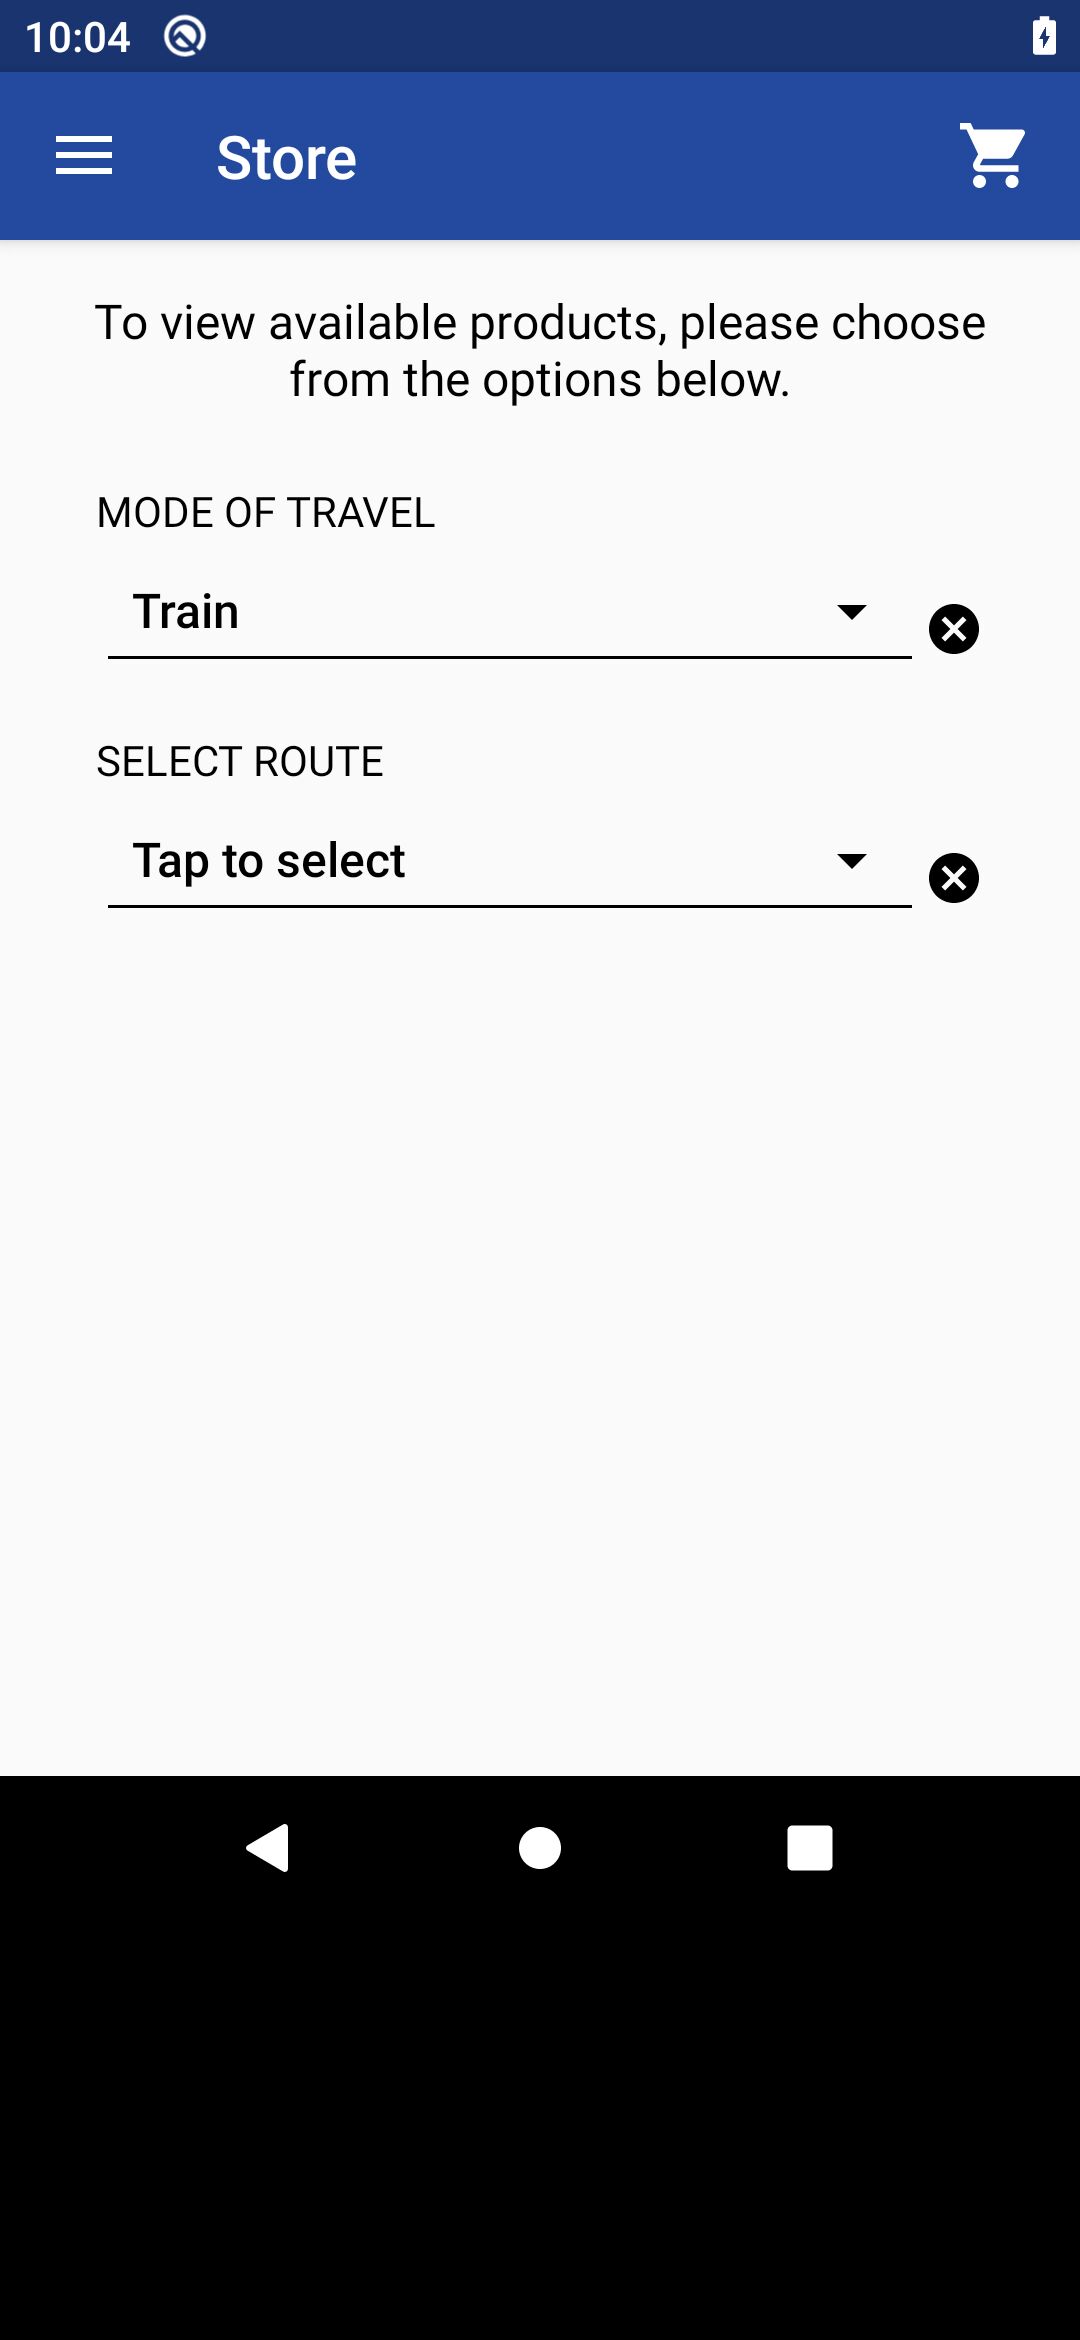 10:04
Store
To view available products, please choose
from the options below.
MODE OF TRAVEL
Train
SELECT ROUTE
Tap to select